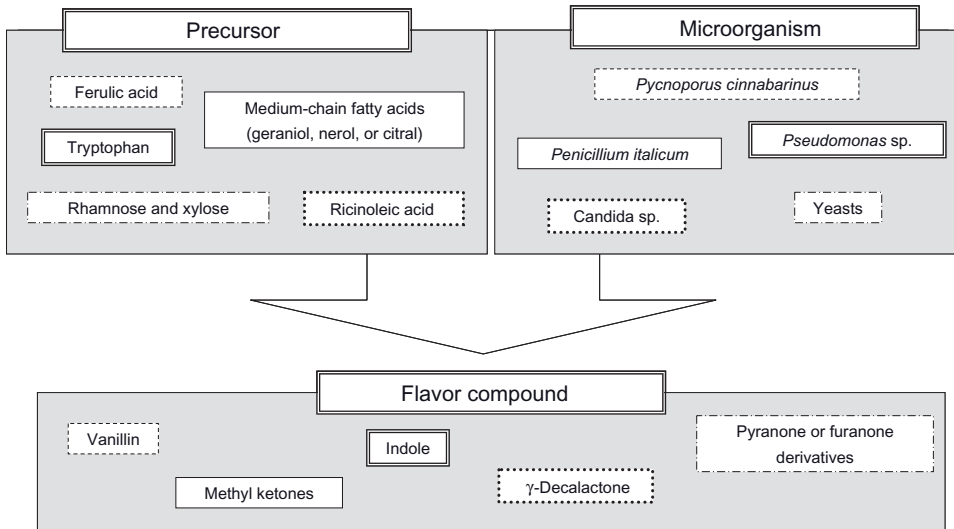 Precursor
Microorganism
Ferulic acid
Medium-chain fatty acids
(geraniol, nerol, or citral)
Tryptophan
Rhamnose and xylose
Ricinoleic acid
Pycnoporus cinnabarinus
Penicillium italicum
Pseudomonas sp.
Candida sp.
Yeasts
Flavor compound
Vanillin
Indole
Pyranone or furanone
derivatives
Methyl ketones
γ-Decalactone